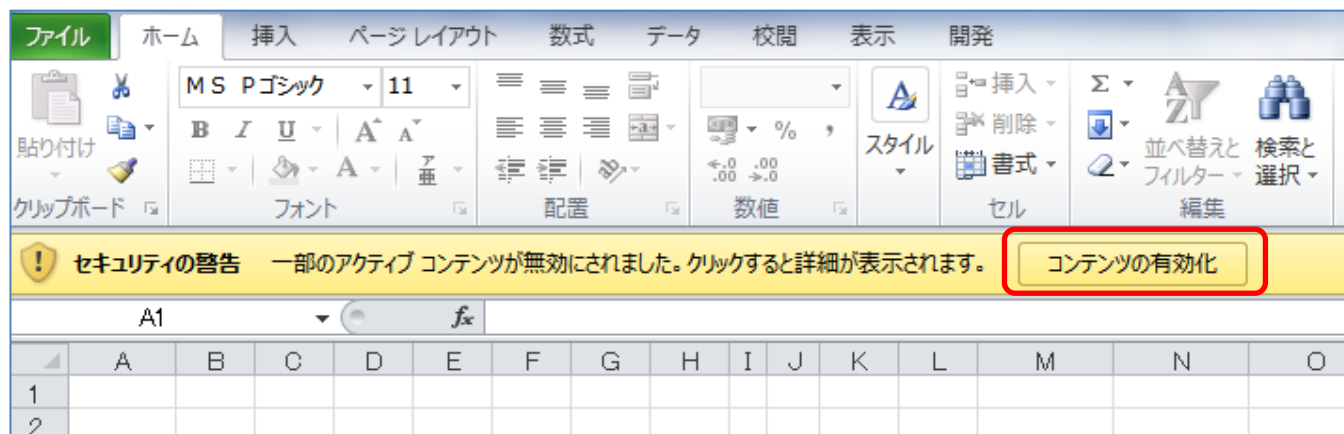 ファイル ホーム 挿入 ページ レイアウト 数式 データ 校閲 表示 開発
ＭＳ Ｐゴシック 11
挿入
Σ
B I U A A
% ,
削除
貼り付け
A
ア亜
.0 .00
.00 .0
スタイル
書式
AZ
並べ替えと
フィルター
検索と
選択
クリップボード フォント 配置 数値 セル 編集
セキュリティの警告 一部のアクティブ コンテンツが無効にされました。クリックすると詳細が表示されます。 コンテンツの有効化
A1 fx
A B C D E F G H I J K L M N O
1
2